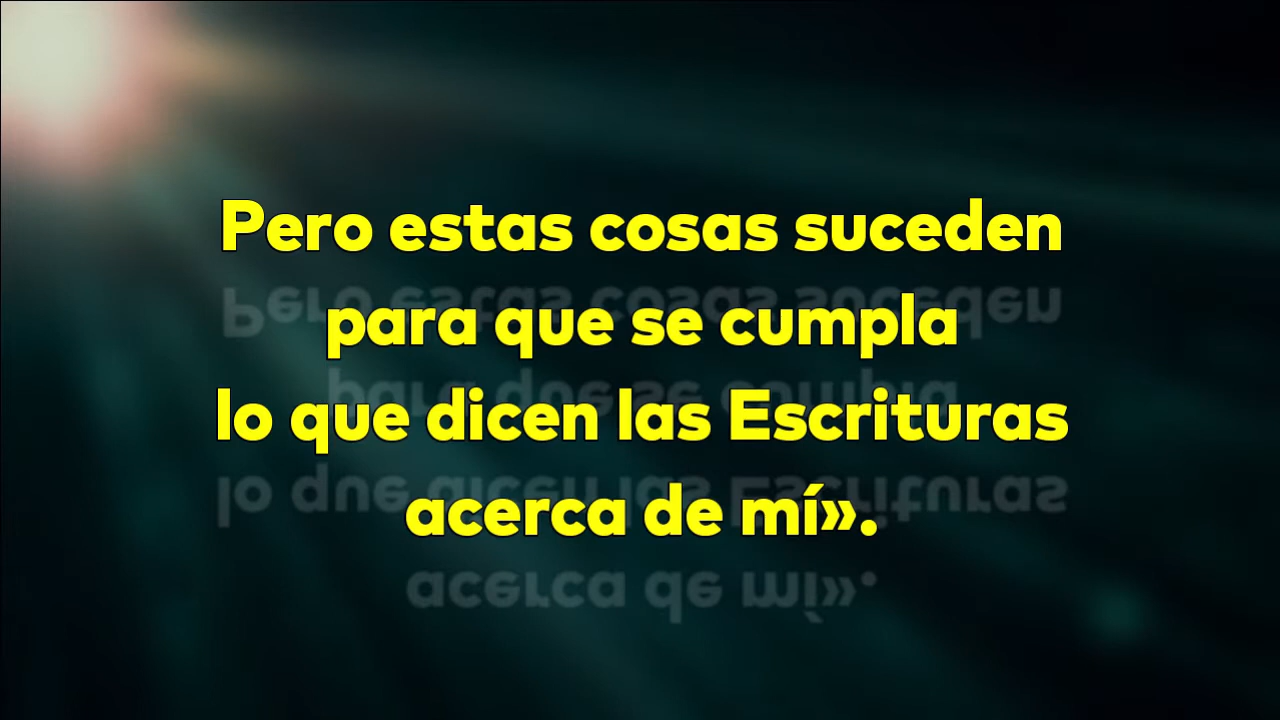 Pero estas cosas suceden
para que se cumpla
lo que dicen las Escrituras
acerca de mí».